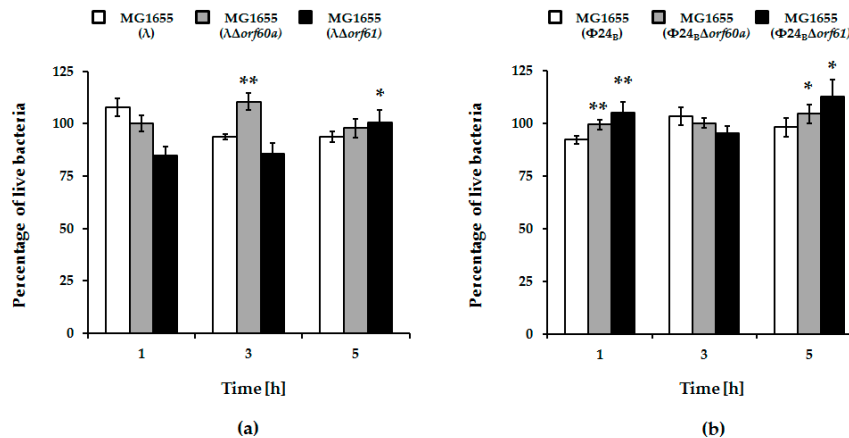 MG1655 MG1655 MG1655
(λ) (λΔorf60a) (λΔorf61)
Percentage of live bacteria
125
100
75
50
25
0
** *
1 3 5
Time [h]
(a)
MG1655 MG1655 MG1655
(Φ24B) (Φ24BΔorf60a) (Φ24BΔorf61)
Percentage of live bacteria
125
100
75
50
25
0
** ** * *
1 3 5
Time [h]
(b)